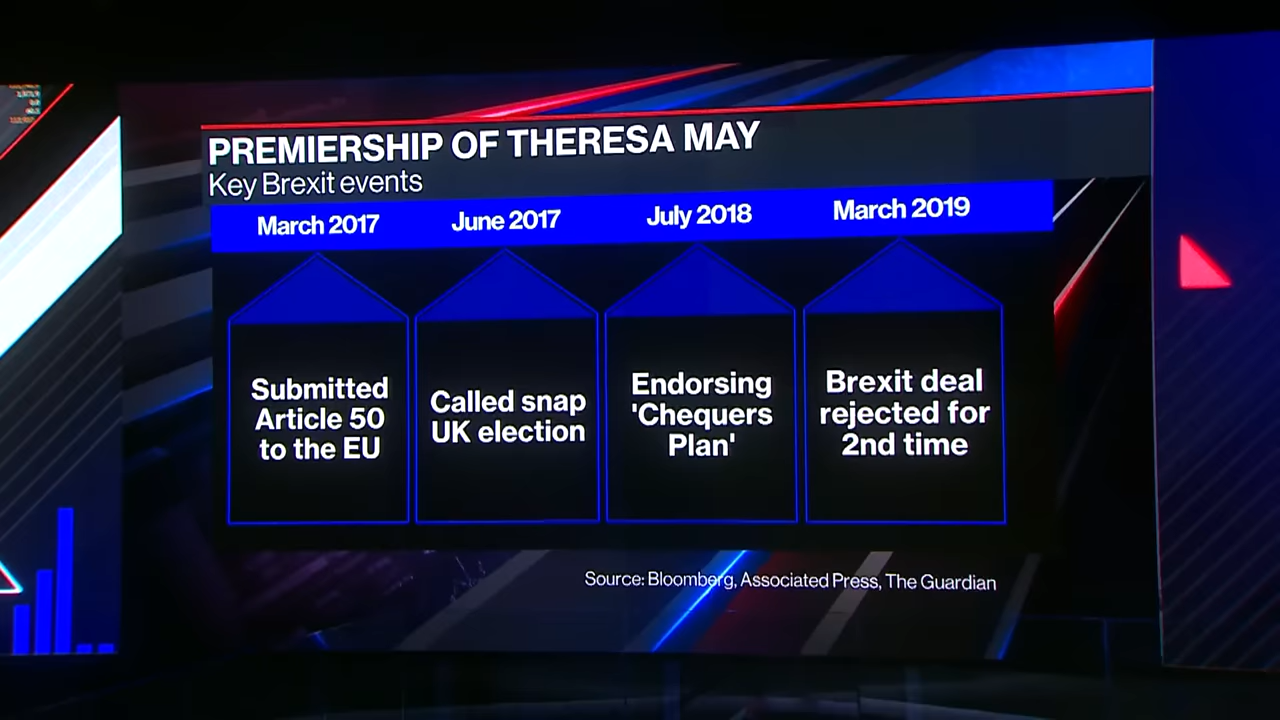 PREMIERSHIP OF THERESA MAY
Key Brexit events
March 2017
June 2017
July 2018
March 2019
Submitted
Article 50
to the EU
Called snap
UK election
Endorsing
'Chequers
Plan'
Brexit deal
rejected for
2nd time
Source: Bloomberg, Associated Press, The Guardian